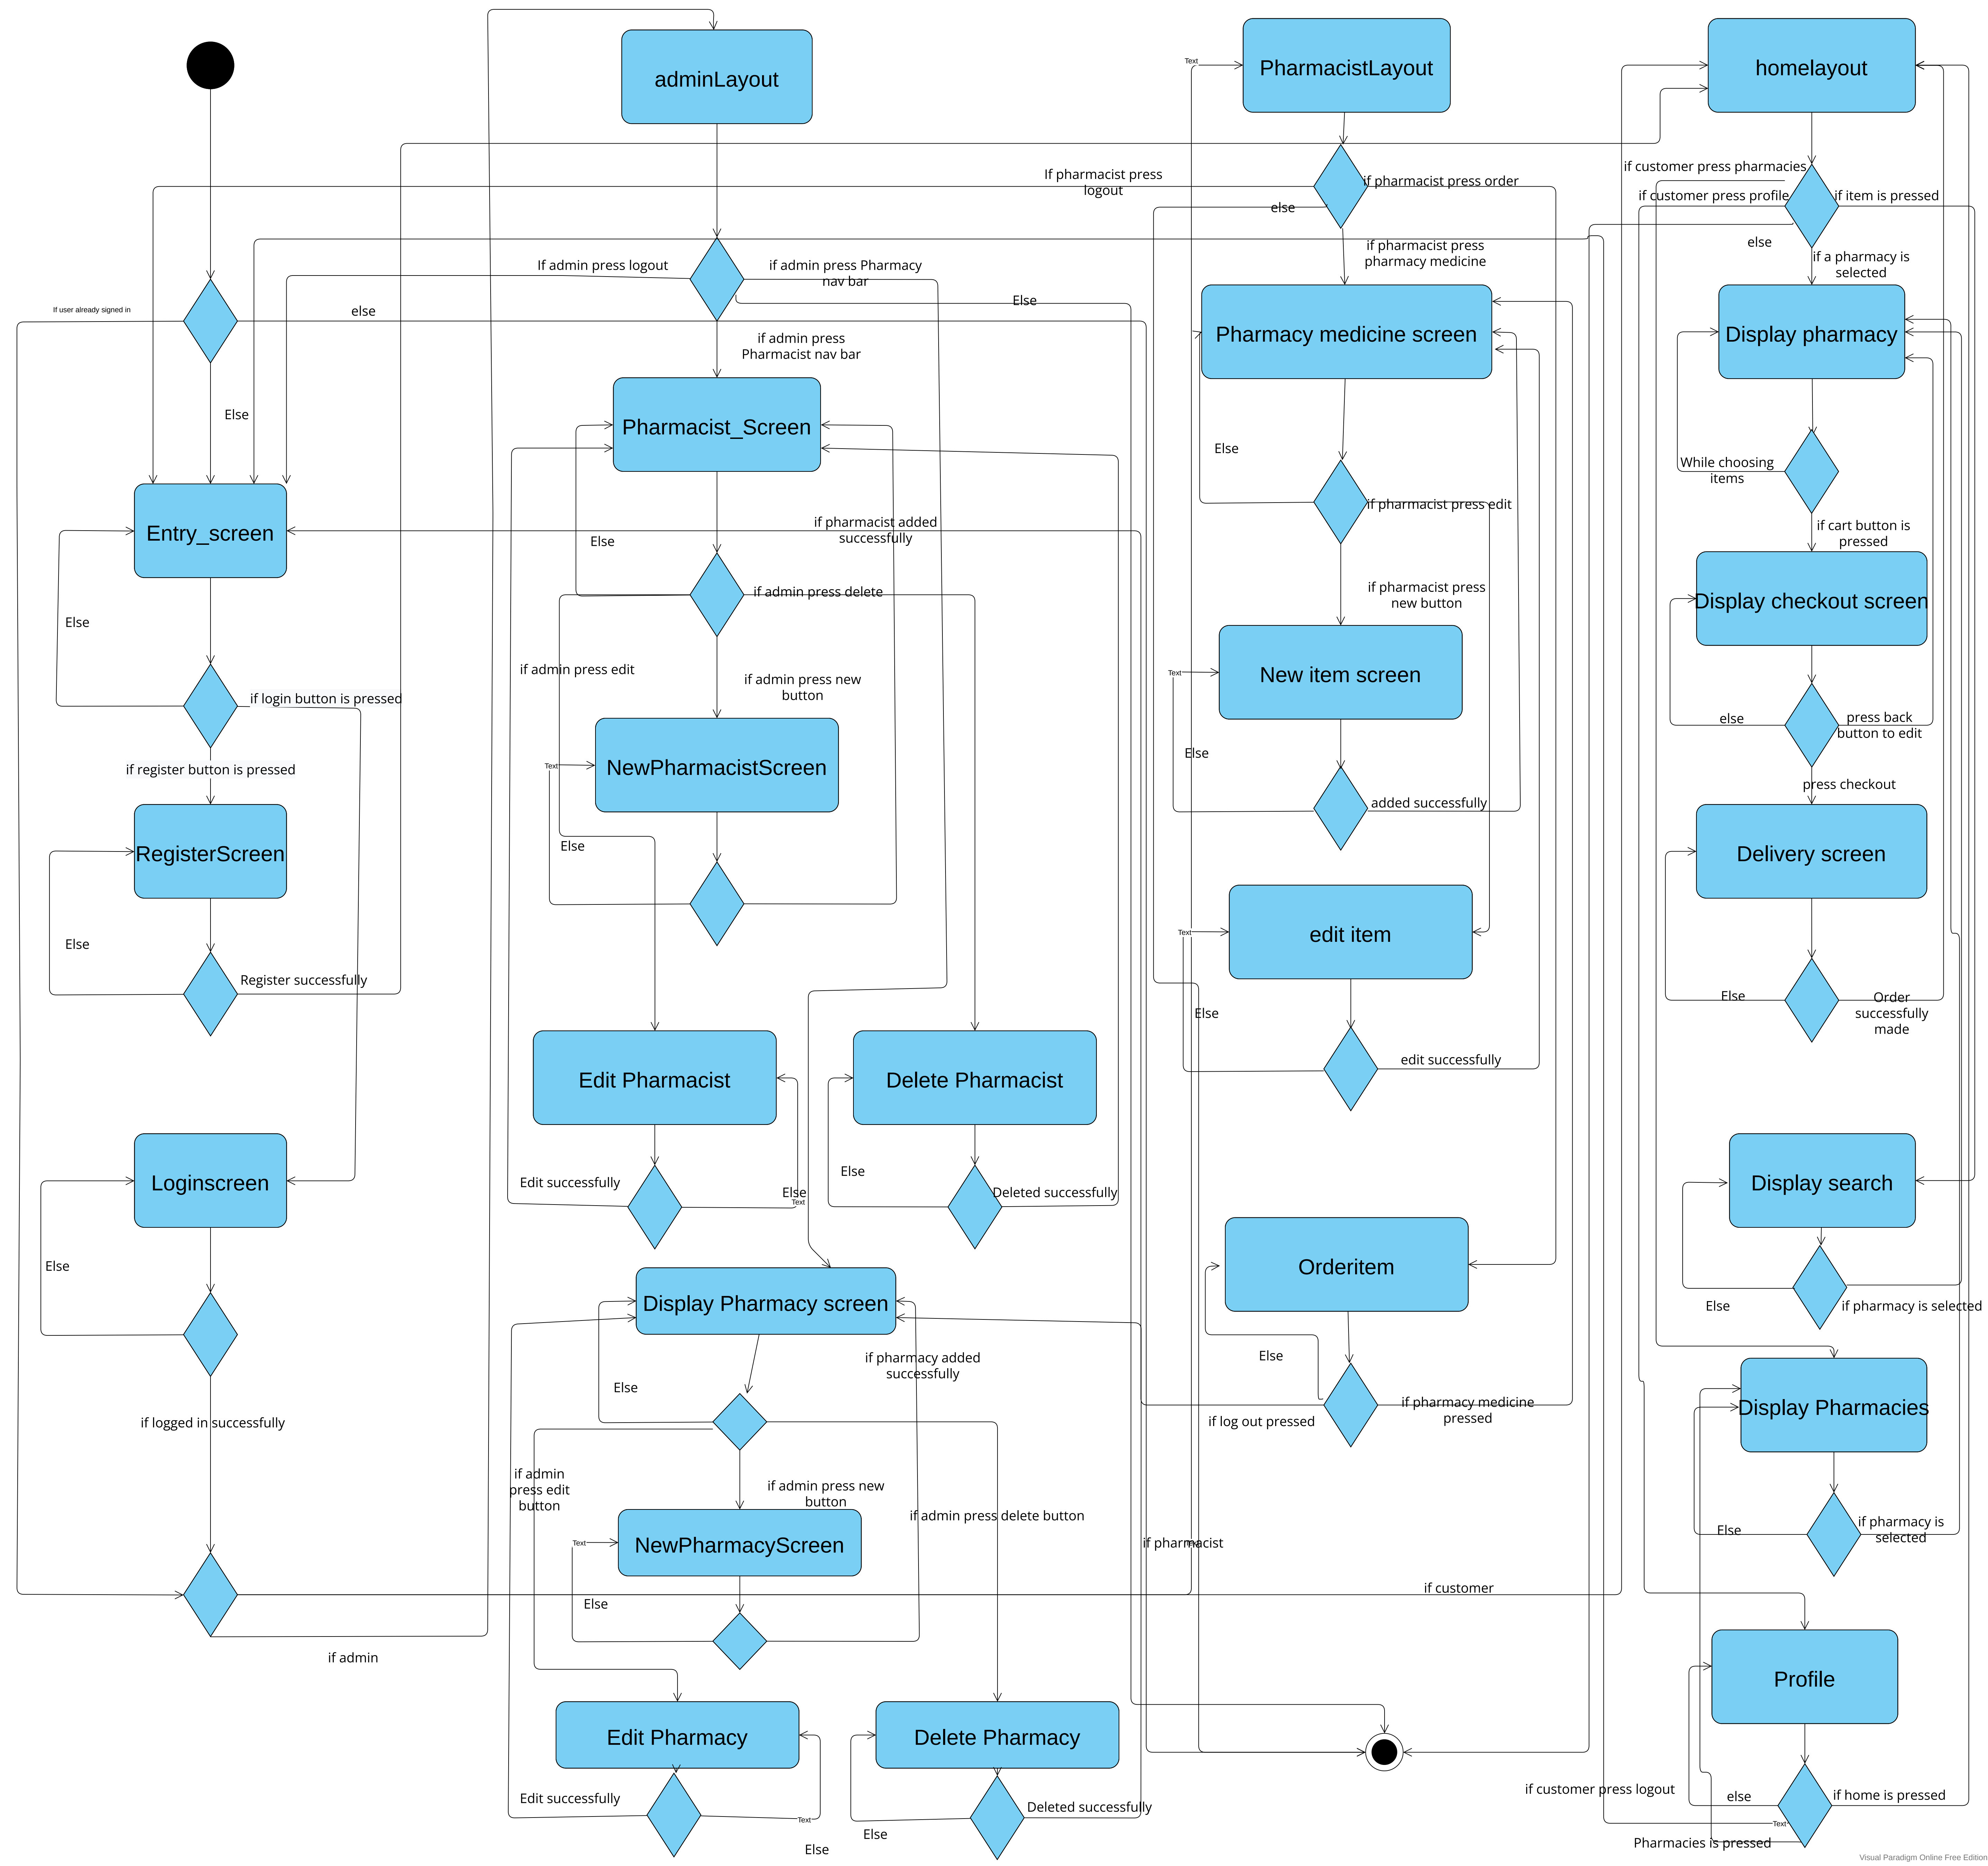 adminLayout
Text
PharmacistLayout
homelayout
If pharmacist press
logout
if pharmacist press order
else
if customer press pharmacies
if customer press profile
if item is pressed
else
if a pharmacy is
selected
If admin press logout
if admin press Pharmacy
nav bar
Else
if pharmacist press
pharmacy medicine
If user already signed in
else
if admin press
Pharmacist nav bar
Pharmacy medicine screen
Display pharmacy
Else
Pharmacist_Screen
Else
While choosing
items
Entry_screen
if pharmacist added
successfully
Else
if pharmacist press edit
if cart button is
pressed
if admin press delete
if pharmacist press
new button
Display checkout screen
Else
if admin press edit
if admin press new
button
Text
New item screen
if login button is pressed
else
press back
button to edit
if register button is pressed
Text
NewPharmacistScreen
Else
press checkout
added successfully
RegisterScreen
Else
Delivery screen
Else
Register successfully
Text
edit item
Else
Else
Order
successfully
made
edit successfully
Edit Pharmacist
Delete Pharmacist
Loginscreen
Edit successfully
Else
Text
Else
Deleted successfully
Display search
Else
Orderitem
Display Pharmacy screen
Else
if pharmacy is selected
Else
if pharmacy added
successfully
Else
if logged in successfully
if log out pressed
if pharmacy medicine
pressed
Display Pharmacies
if admin
press edit
button
if admin press new
button
if admin press delete button
Else
if pharmacy is
selected
Text
NewPharmacyScreen
if pharmacist
Else
if customer
if admin
Profile
Edit Pharmacy
Delete Pharmacy
Edit successfully
Text
Else
Else
Deleted successfully
if customer press logout
else
if home is pressed
Text
Pharmacies is pressed
Visual Paradigm Online Free Edition